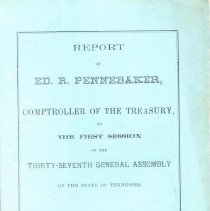 REPORT
OF
ED. R. PENNEBAKER,
COMPTROLLER OF THE TREASURY,
TO
THE FIRST SESSION
OF THE
THIRTY-SEVENTH GENERAL ASSEMBLY
OF THE STATE OF TENNESSEE.